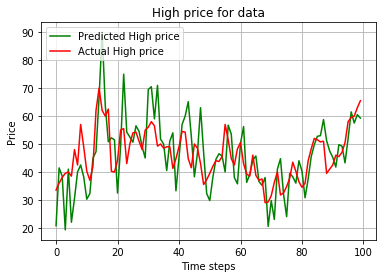 High price for data
Predicted High price
Actual High price
Price
90
80
70
60
50
40
30
20
0
20
40
60
80
100
Time steps